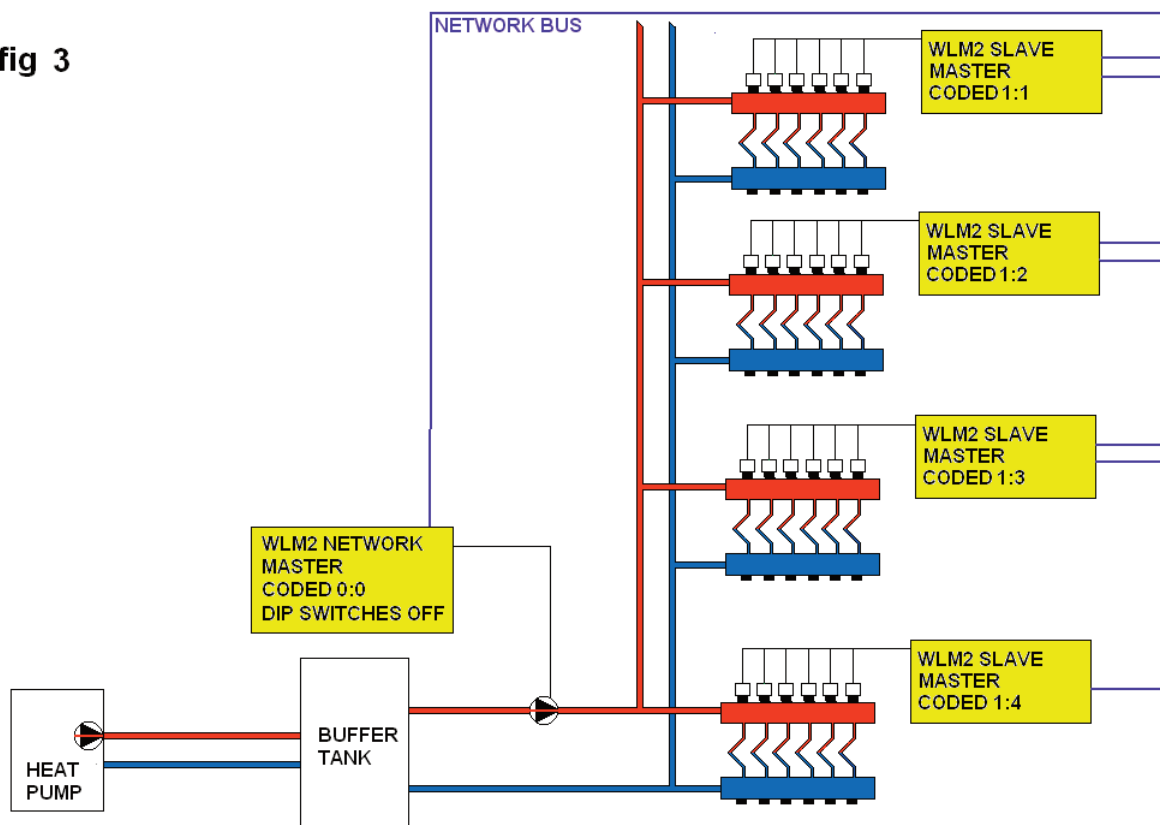 fig 3
NETWORK BUS
WLM2 SLAVE
MASTER
CODED 1:1
WLM2 SLAVE
MASTER
CODED 1:2
WLM2 SLAVE
MASTER
CODED 1:3
WLM2 NETWORK
MASTER
CODED 0:0
DIP SWITCHES OFF
WLM2 SLAVE
MASTER
CODED 1:4
BUFFER
TANK
HEAT
PUMP